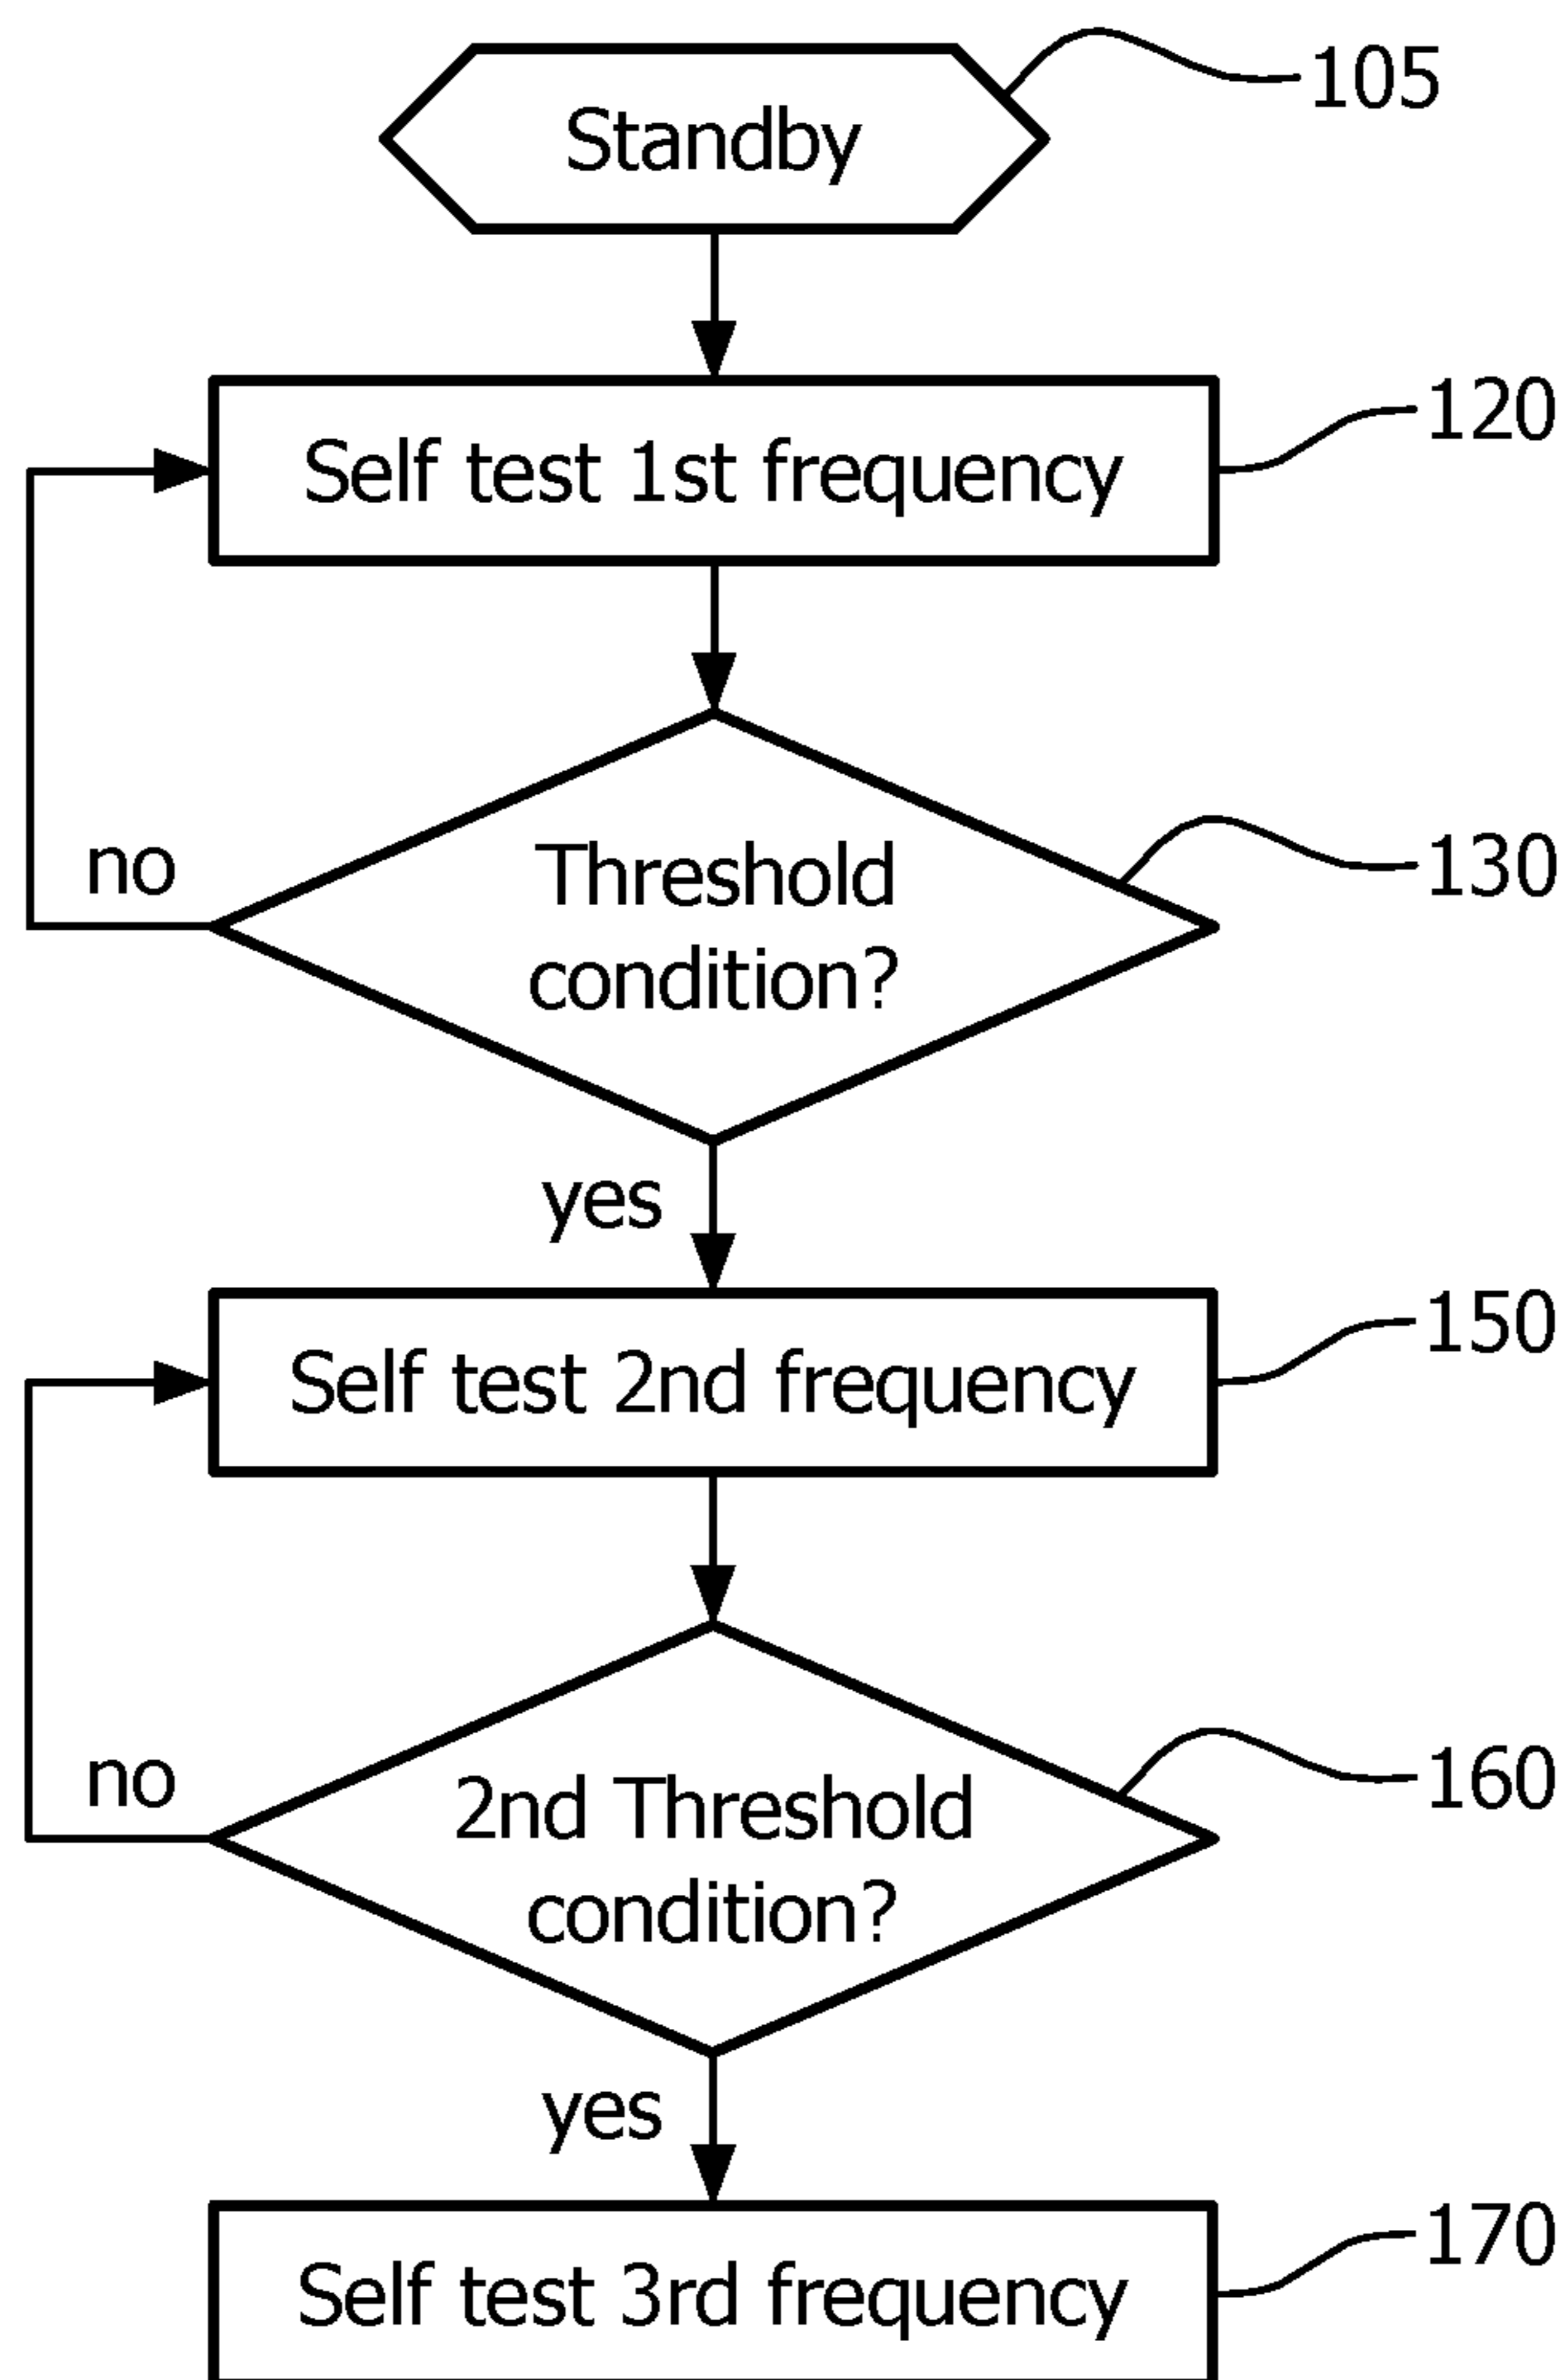 Standby
105
Self test 1st frequency
120
Threshold
condition?
130
no
yes
Self test 2nd frequency
150
2nd Threshold
condition?
160
no
yes
Self test 3rd frequency
170